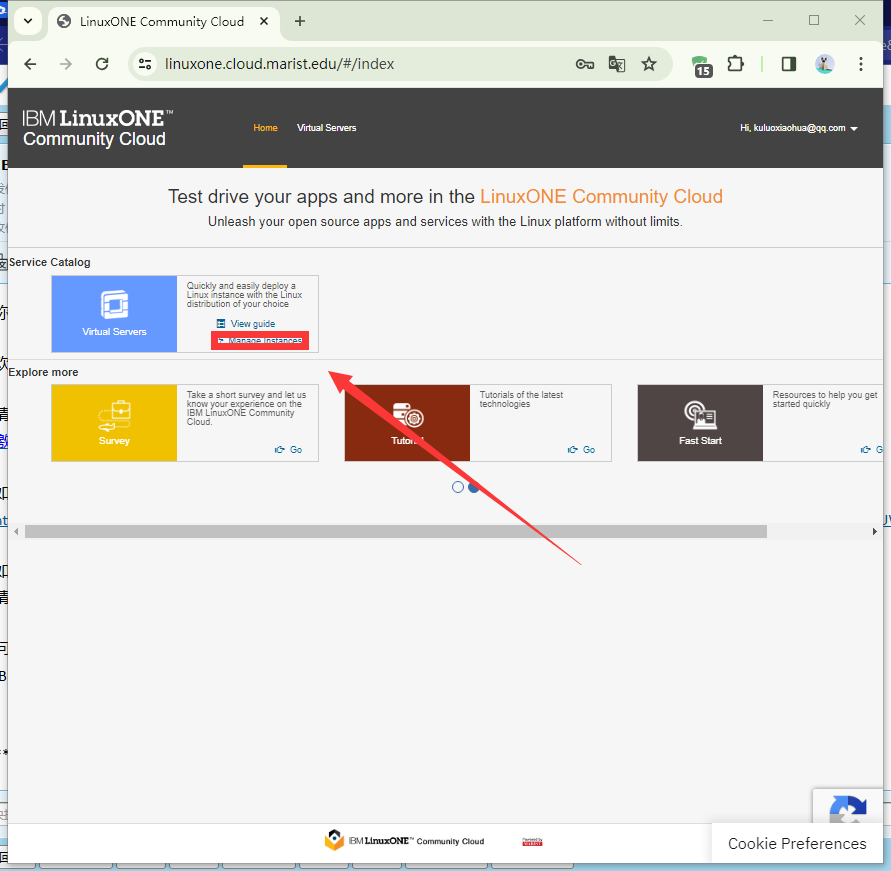 LinuxONE Community Cloud
linuxone.cloud.marist.edu/#/index
15
IBM LinuxONE™
Community Cloud
Home
Virtual Servers
Hi, kuluoxiaohua@qq.com
Test drive your apps and more in the LinuxONE Community Cloud
Unleash your open source apps and services with the Linux platform without limits.
Service Catalog
Virtual Servers
Quickly and easily deploy a
Linux instance with the Linux
distribution of your choice
View guide
Manage Instances
Explore more
Survey
Take a short survey and let us
know your experience on the
IBM LinuxONE Community
Cloud.
Go
Tutorial
Tutorials of the latest
technologies
Go
Fast Start
Resources to help you get
started quickly
G
IBM LinuxONE™ Community Cloud
Cookie Preferences